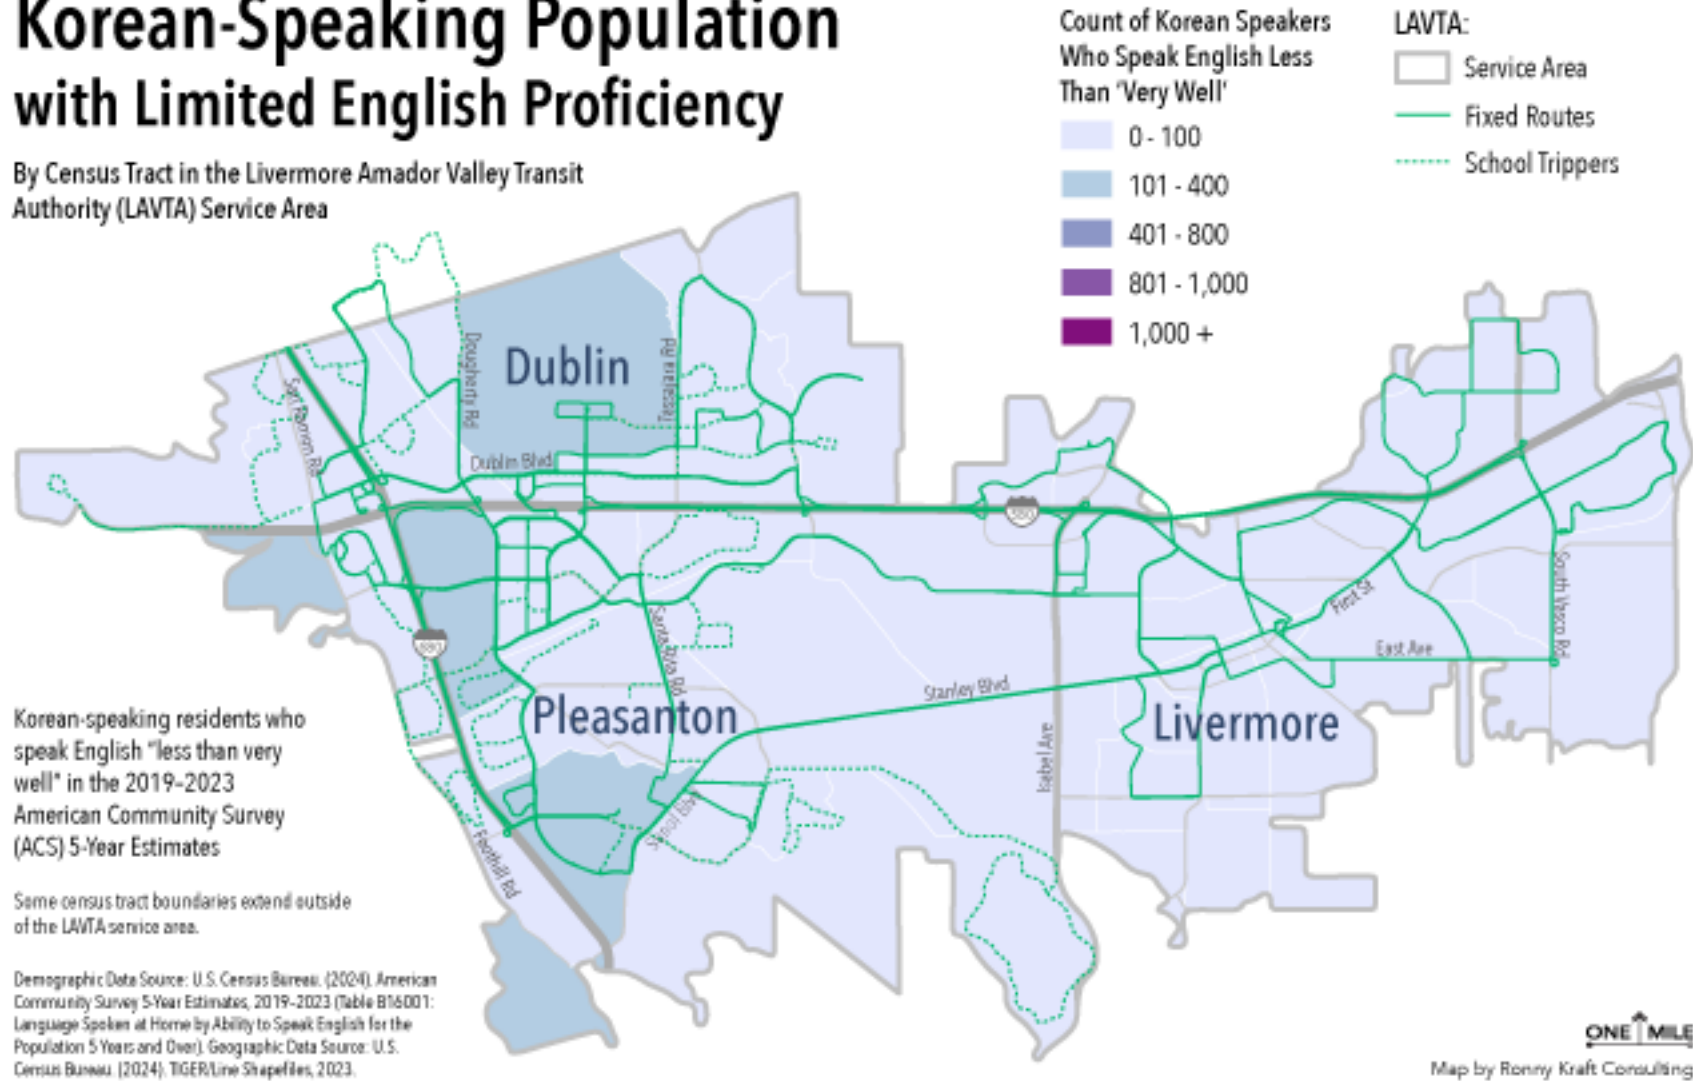 Korean-Speaking Population
with Limited English Proficiency
By Census Tract in the Livermore Amador Valley Transit
Authority (LAVTA) Service Area
Count of Korean Speakers
Who Speak English Less
Than ‘Very Well’
0 - 100
101 - 400
401 - 800
801 - 1,000
1,000 +
LAVTA:
Service Area
Fixed Routes
School Trippers
Dublin
Dougherty Rd
Tassajara Rd
San Ramon Rd
Dublin Blvd
580
680
Santa Rita Rd
Pleasanton
Stanley Blvd
Isabel Ave
Livermore
First St
East Ave
South Vasco Rd
Sunol Blvd
Foothill Rd
Korean-speaking residents who
speak English "less than very
well" in the 2019–2023
American Community Survey
(ACS) 5-Year Estimates
Some census tract boundaries extend outside
of the LAVTA service area.
Demographic Data Source: U.S. Census Bureau. (2024). American
Community Survey 5-Year Estimates, 2019–2023 (Table B16001:
Language Spoken at Home by Ability to Speak English for the
Population 5 Years and Over). Geographic Data Source: U.S.
Census Bureau. (2024). TIGER/Line Shapefiles, 2023.
ONE MILE
Map by Ronny Kraft Consulting